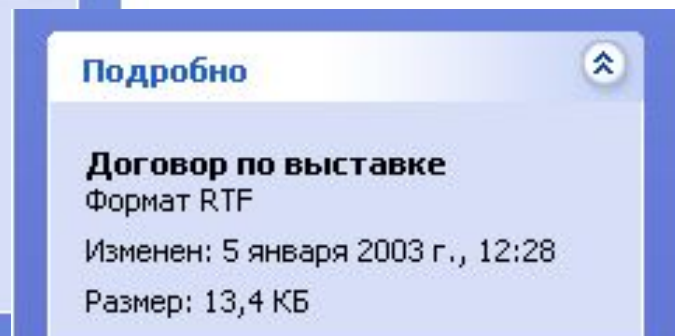 Подробно
Договор по выставке
Формат RTF
Изменен: 5 января 2003 г., 12:28
Размер: 13,4 КБ